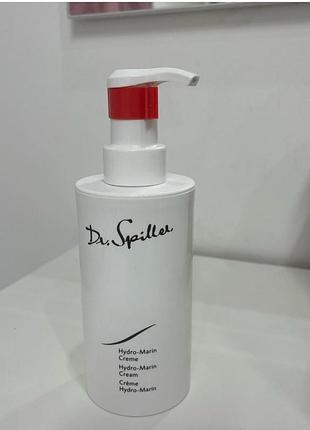 Dr. Spiller.
Hydro-Marin
Creme
Hydro-Marin
Cream
Crème
Hydro-Marin